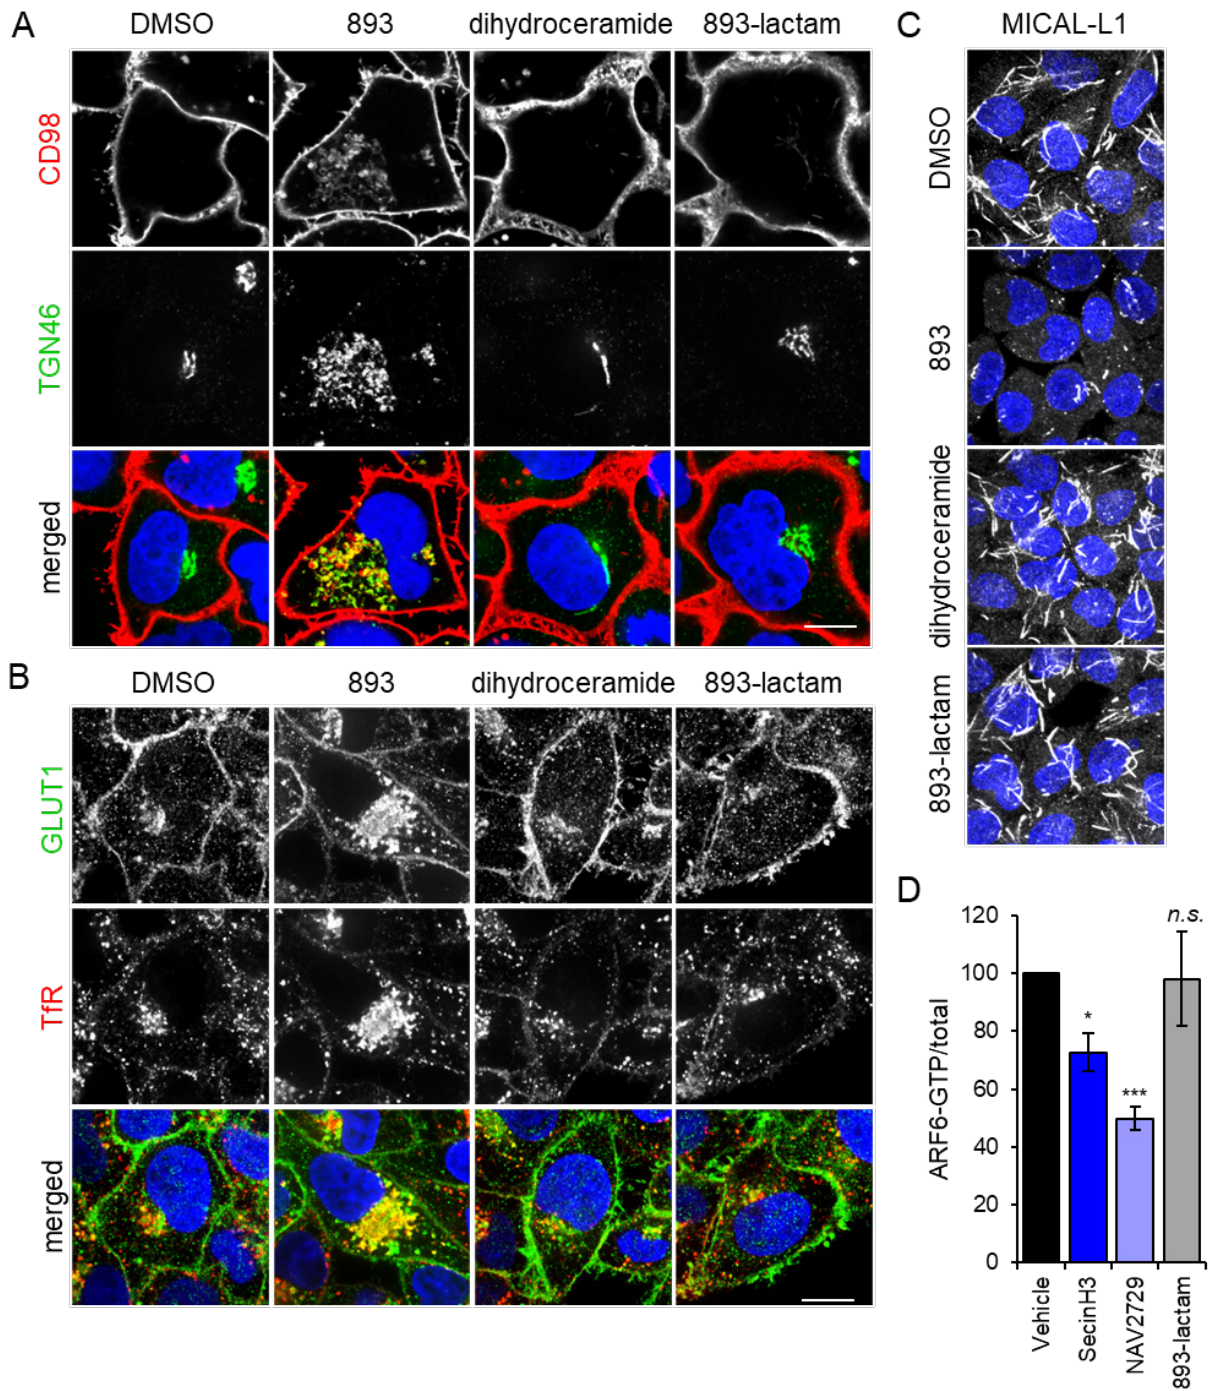 A
DMSO
893
dihydroceramide
893-lactam
CD98
TGN46
merged
B
DMSO
893
dihydroceramide
893-lactam
GLUT1
TfR
merged
C
MICAL-L1
DMSO
893
dihydroceramide
893-lactam
D
ARF6-GTP/total
120
100
80
60
40
20
0
*
***
n.s.
Vehicle
SecinH3
NAV2729
893-lactam